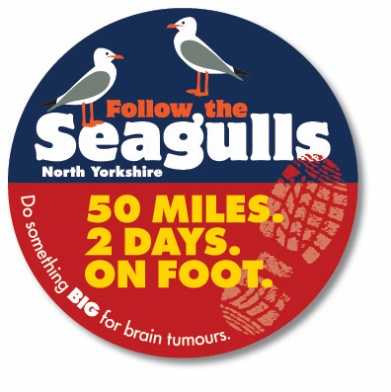 Follow the
Seagulls
North Yorkshire
50 MILES.
2 DAYS.
ON FOOT.
Do something BIG for brain tumours.